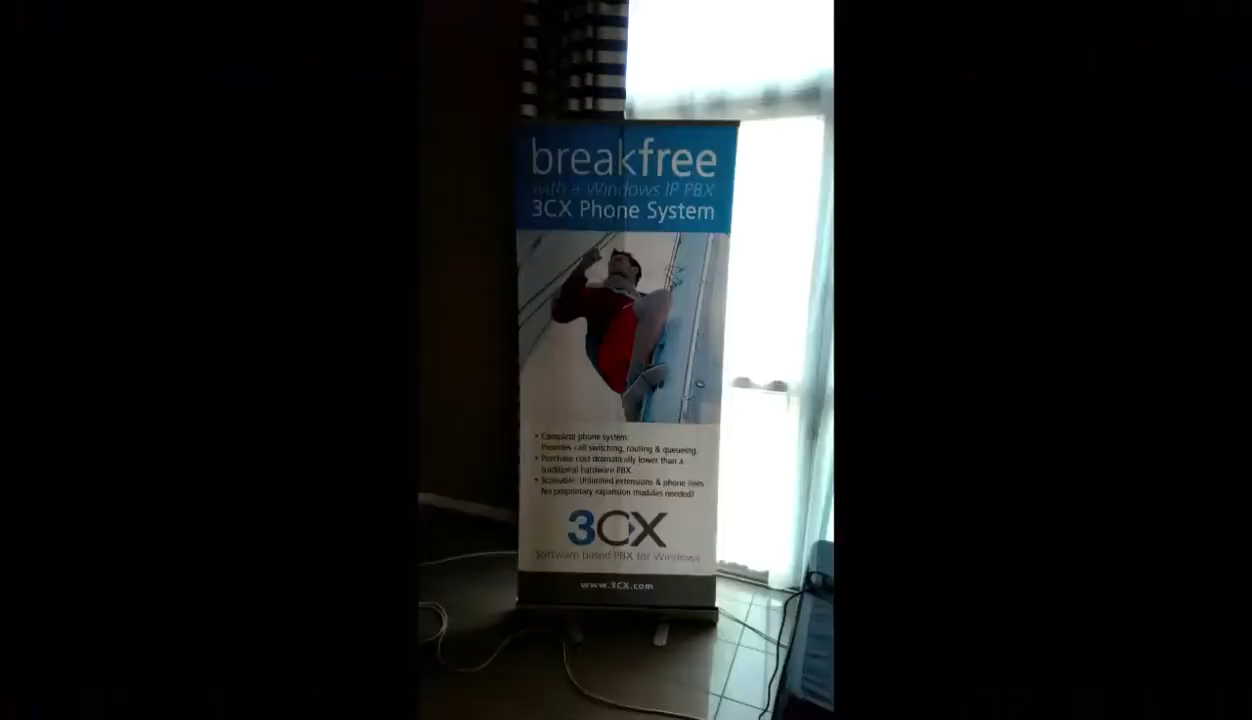 breakfree
with a Windows IP PBX
3CX Phone System
• Complete phone system:
Provides call switching, routing & queueing.
• Purchase cost dramatically lower than a
traditional hardware PBX.
• Scaleable: Unlimited extensions & phone lines
No proprietary expansion modules needed!
3CX
Software based PBX for Windows
www.3CX.com